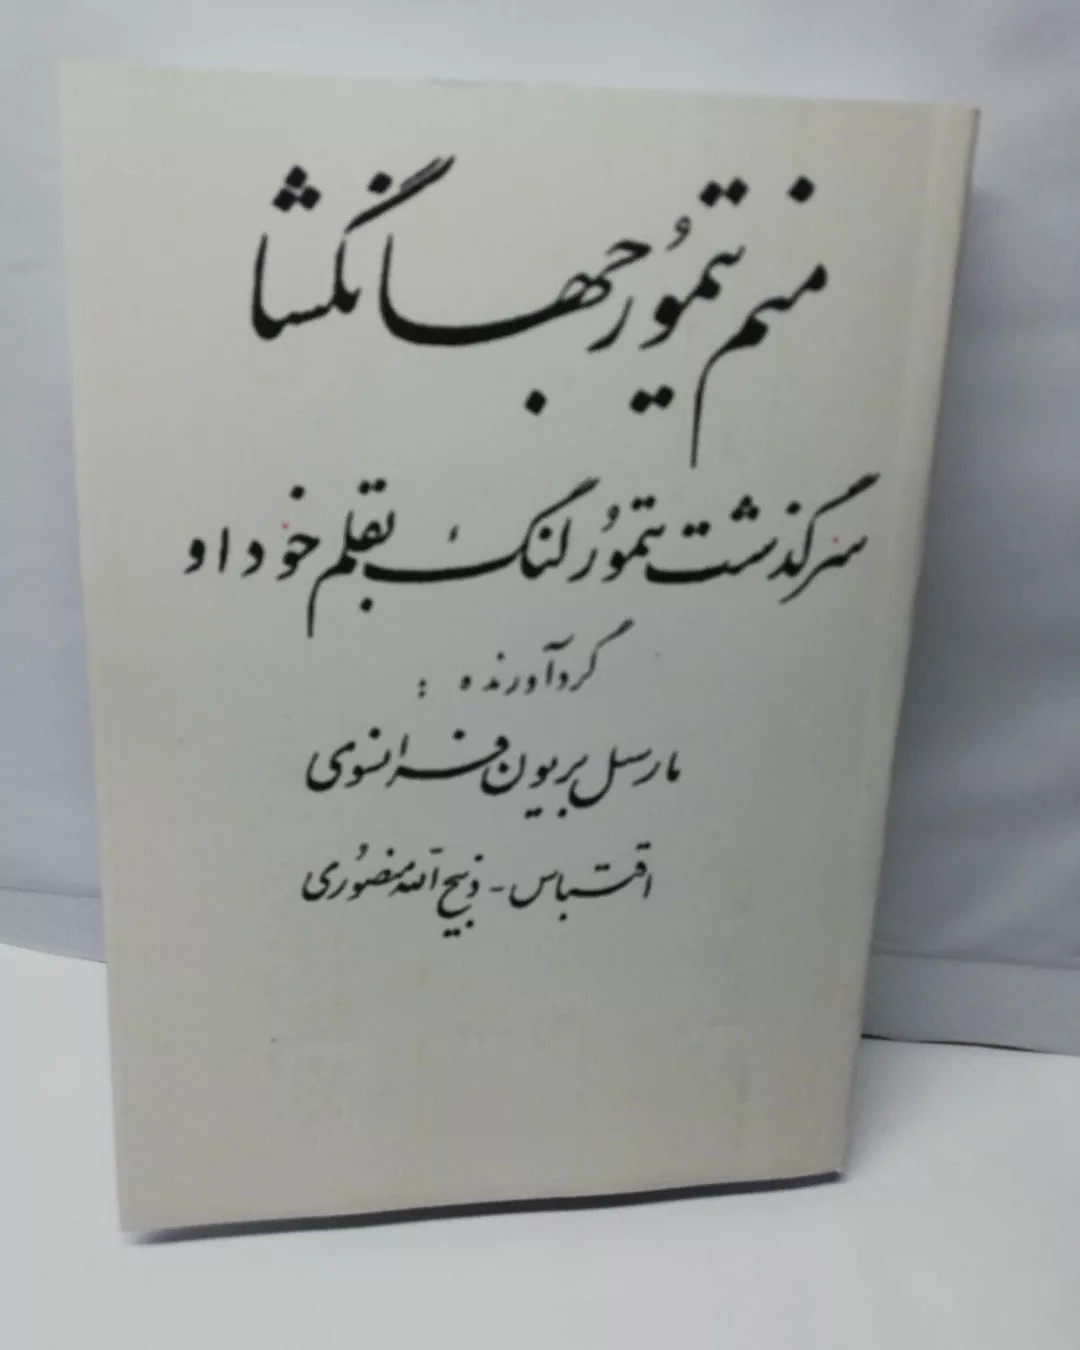 منم تیمور جهانگشا
سرگذشت تیمور لنگ بقلم خود او
گردآورنده :
مارسل بریون فرانسوی
اقتباس - ذبیح الله منصوری